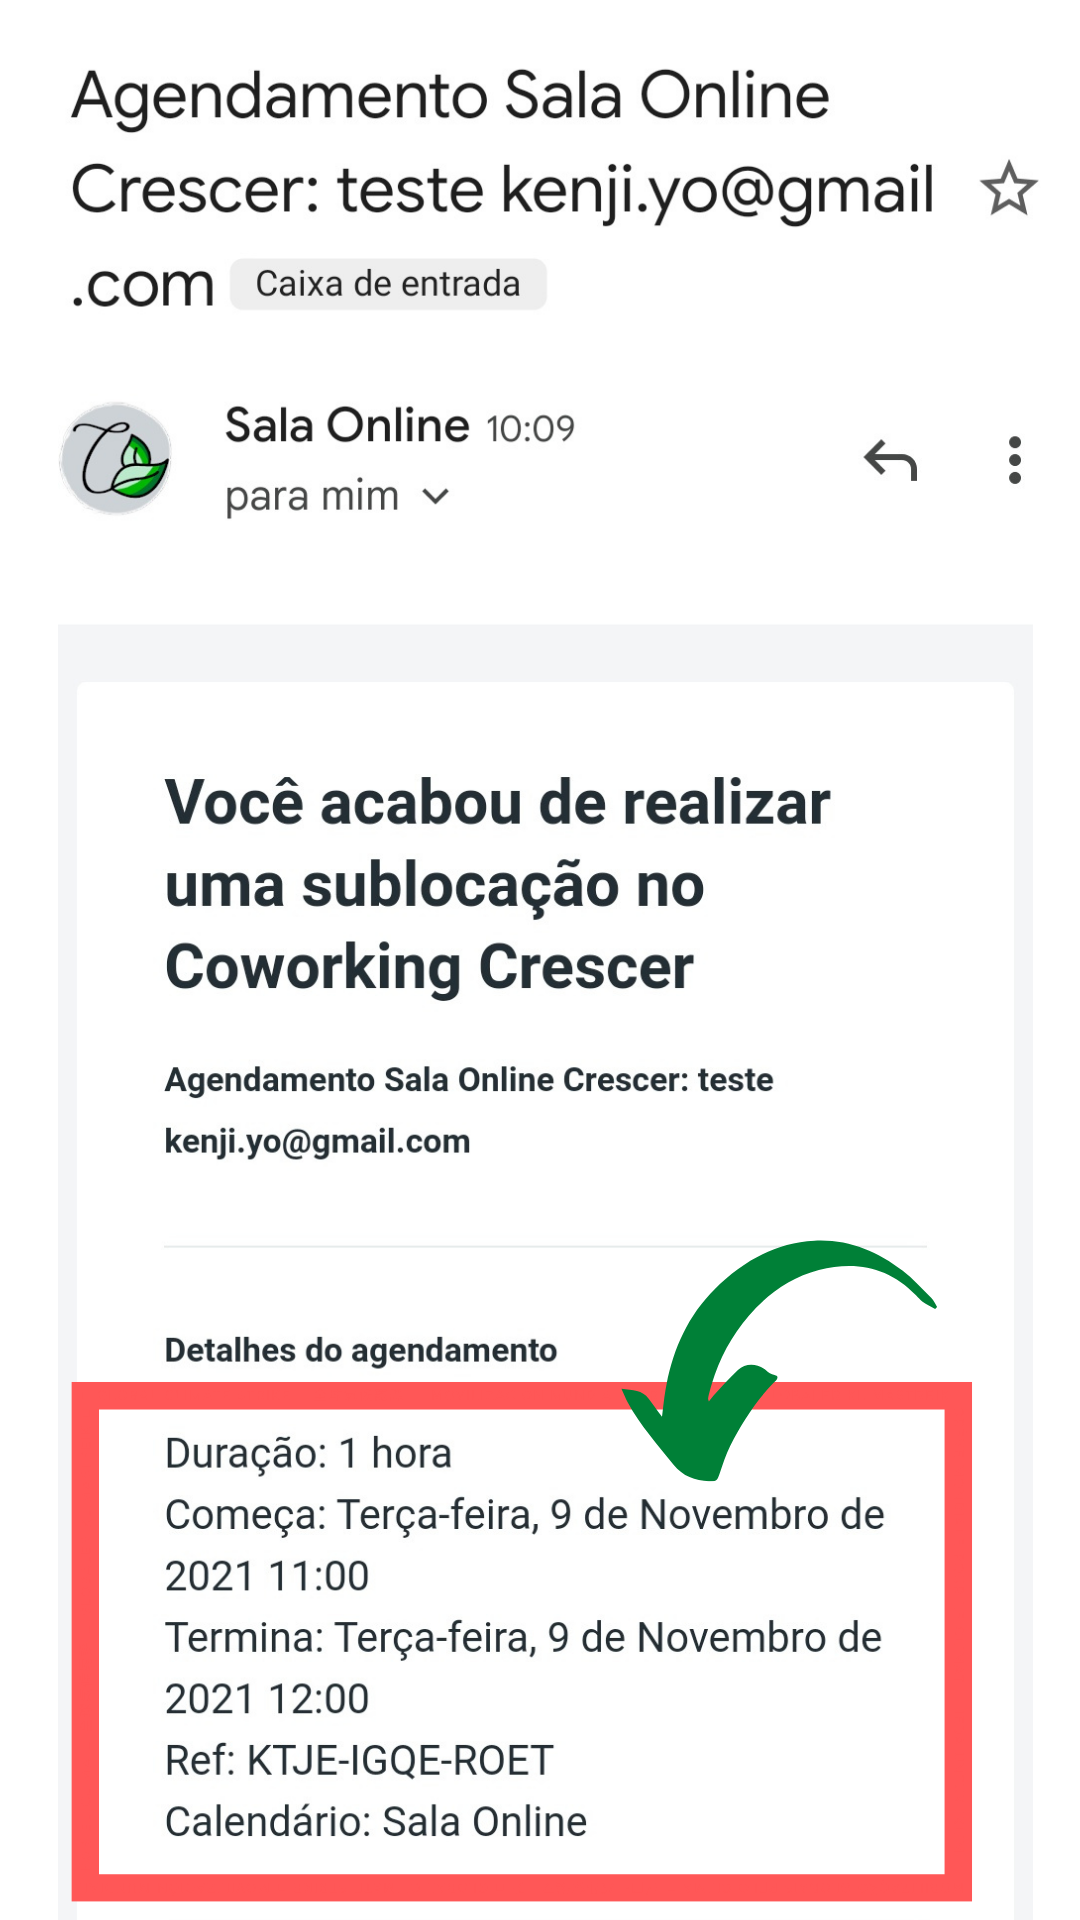 Agendamento Sala Online
Crescer: teste kenji.yo@gmail
.com Caixa de entrada
Sala Online 10:09
para mim
Você acabou de realizar
uma sublocação no
Coworking Crescer
Agendamento Sala Online Crescer: teste
kenji.yo@gmail.com
Detalhes do agendamento
Duração: 1 hora
Começa: Terça-feira, 9 de Novembro de
2021 11:00
Termina: Terça-feira, 9 de Novembro de
2021 12:00
Ref: KTJE-IGQE-ROET
Calendário: Sala Online